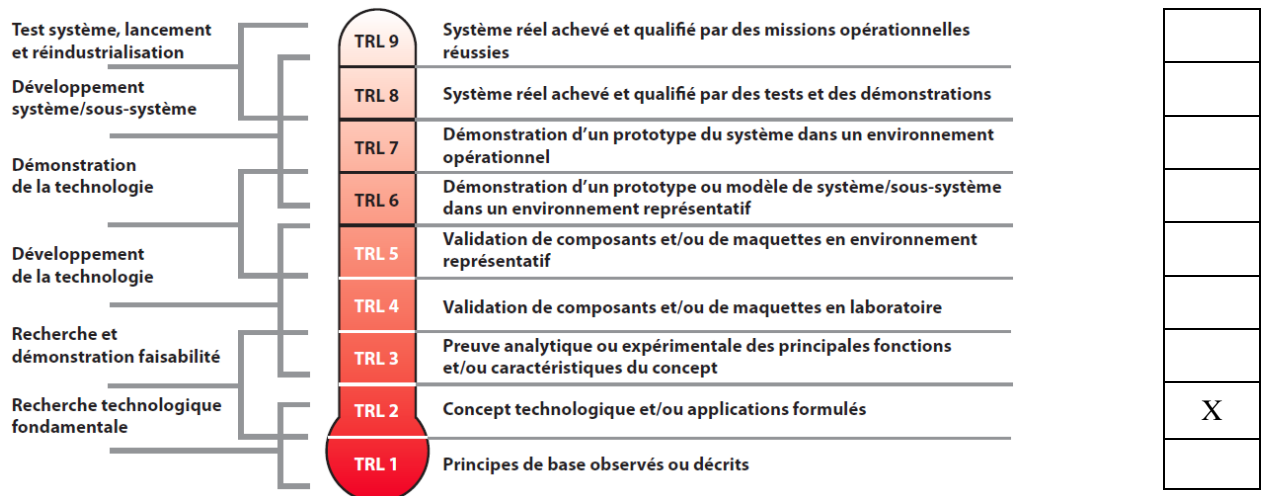 Test système, lancement
et réindustrialisation
Développement
système/sous-système
Démonstration
de la technologie
Développement
de la technologie
Recherche et
démonstration faisabilité
Recherche technologique
fondamentale
TRL 9
Système réel achevé et qualifié par des missions opérationnelles
réussies
TRL 8
Système réel achevé et qualifié par des tests et des démonstrations
TRL 7
Démonstration d’un prototype du système dans un environnement
opérationnel
TRL 6
Démonstration d’un prototype ou modèle de système/sous-système
dans un environnement représentatif
TRL 5
Validation de composants et/ou de maquettes en environnement
représentatif
TRL 4
Validation de composants et/ou de maquettes en laboratoire
TRL 3
Preuve analytique ou expérimentale des principales fonctions
et/ou caractéristiques du concept
TRL 2
Concept technologique et/ou applications formulés
X
TRL 1
Principes de base observés ou décrits